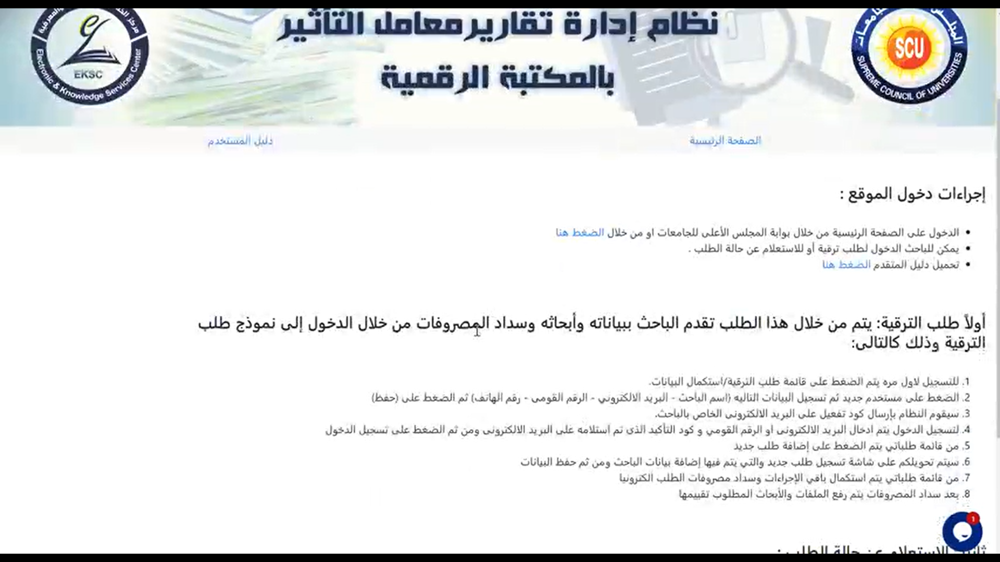 نظام إدارة تقارير معامل التأثير
بالمكتبة الرقمية
EKSC
Electronic & Knowledge Services Center
SCU
SUPREME COUNCIL OF UNIVERSITIES
الصفحة الرئيسية
دليل المستخدم
إجراءات دخول الموقع :
الدخول على الصفحة الرئيسية من خلال بوابة المجلس الأعلى للجامعات او من خلال الضغط هنا
يمكن للباحث الدخول لطلب ترقية أو للاستعلام عن حالة الطلب .
تحميل دليل المتقدم الضغط هنا
أولاً طلب الترقية: يتم من خلال هذا الطلب تقدم الباحث ببياناته وأبحاثه وسداد المصروفات من خلال الدخول إلى نموذج طلب
الترقية وذلك كالتالى:
1. للتسجيل لاول مره يتم الضغط على قائمة طلب الترقية/استكمال البيانات.
2. الضغط على مستخدم جديد ثم تسجيل البيانات التاليه (اسم الباحث - البريد الالكتروني - الرقم القومى - رقم الهاتف) ثم الضغط على (حفظ)
3. سيقوم النظام بإرسال كود تفعيل على البريد الالكترونى الخاص بالباحث.
4. لتسجيل الدخول يتم ادخال البريد الالكترونى او الرقم القومي و كود التأكيد الذى تم استلامه على البريد الالكترونى ومن ثم الضغط على تسجيل الدخول
5. من قائمة طلباتي يتم الضغط على إضافة طلب جديد
6. سيتم تحويلكم على شاشة تسجيل طلب جديد والتي يتم فيها إضافة بيانات الباحث ومن ثم حفظ البيانات
7. من قائمة طلباتي يتم استكمال باقي الإجراءات وسداد مصروفات الطلب الكترونيا
8. بعد سداد المصروفات يتم رفع الملفات والأبحاث المطلوب تقييمها
1
الاستعلام عن حالة الطلب :